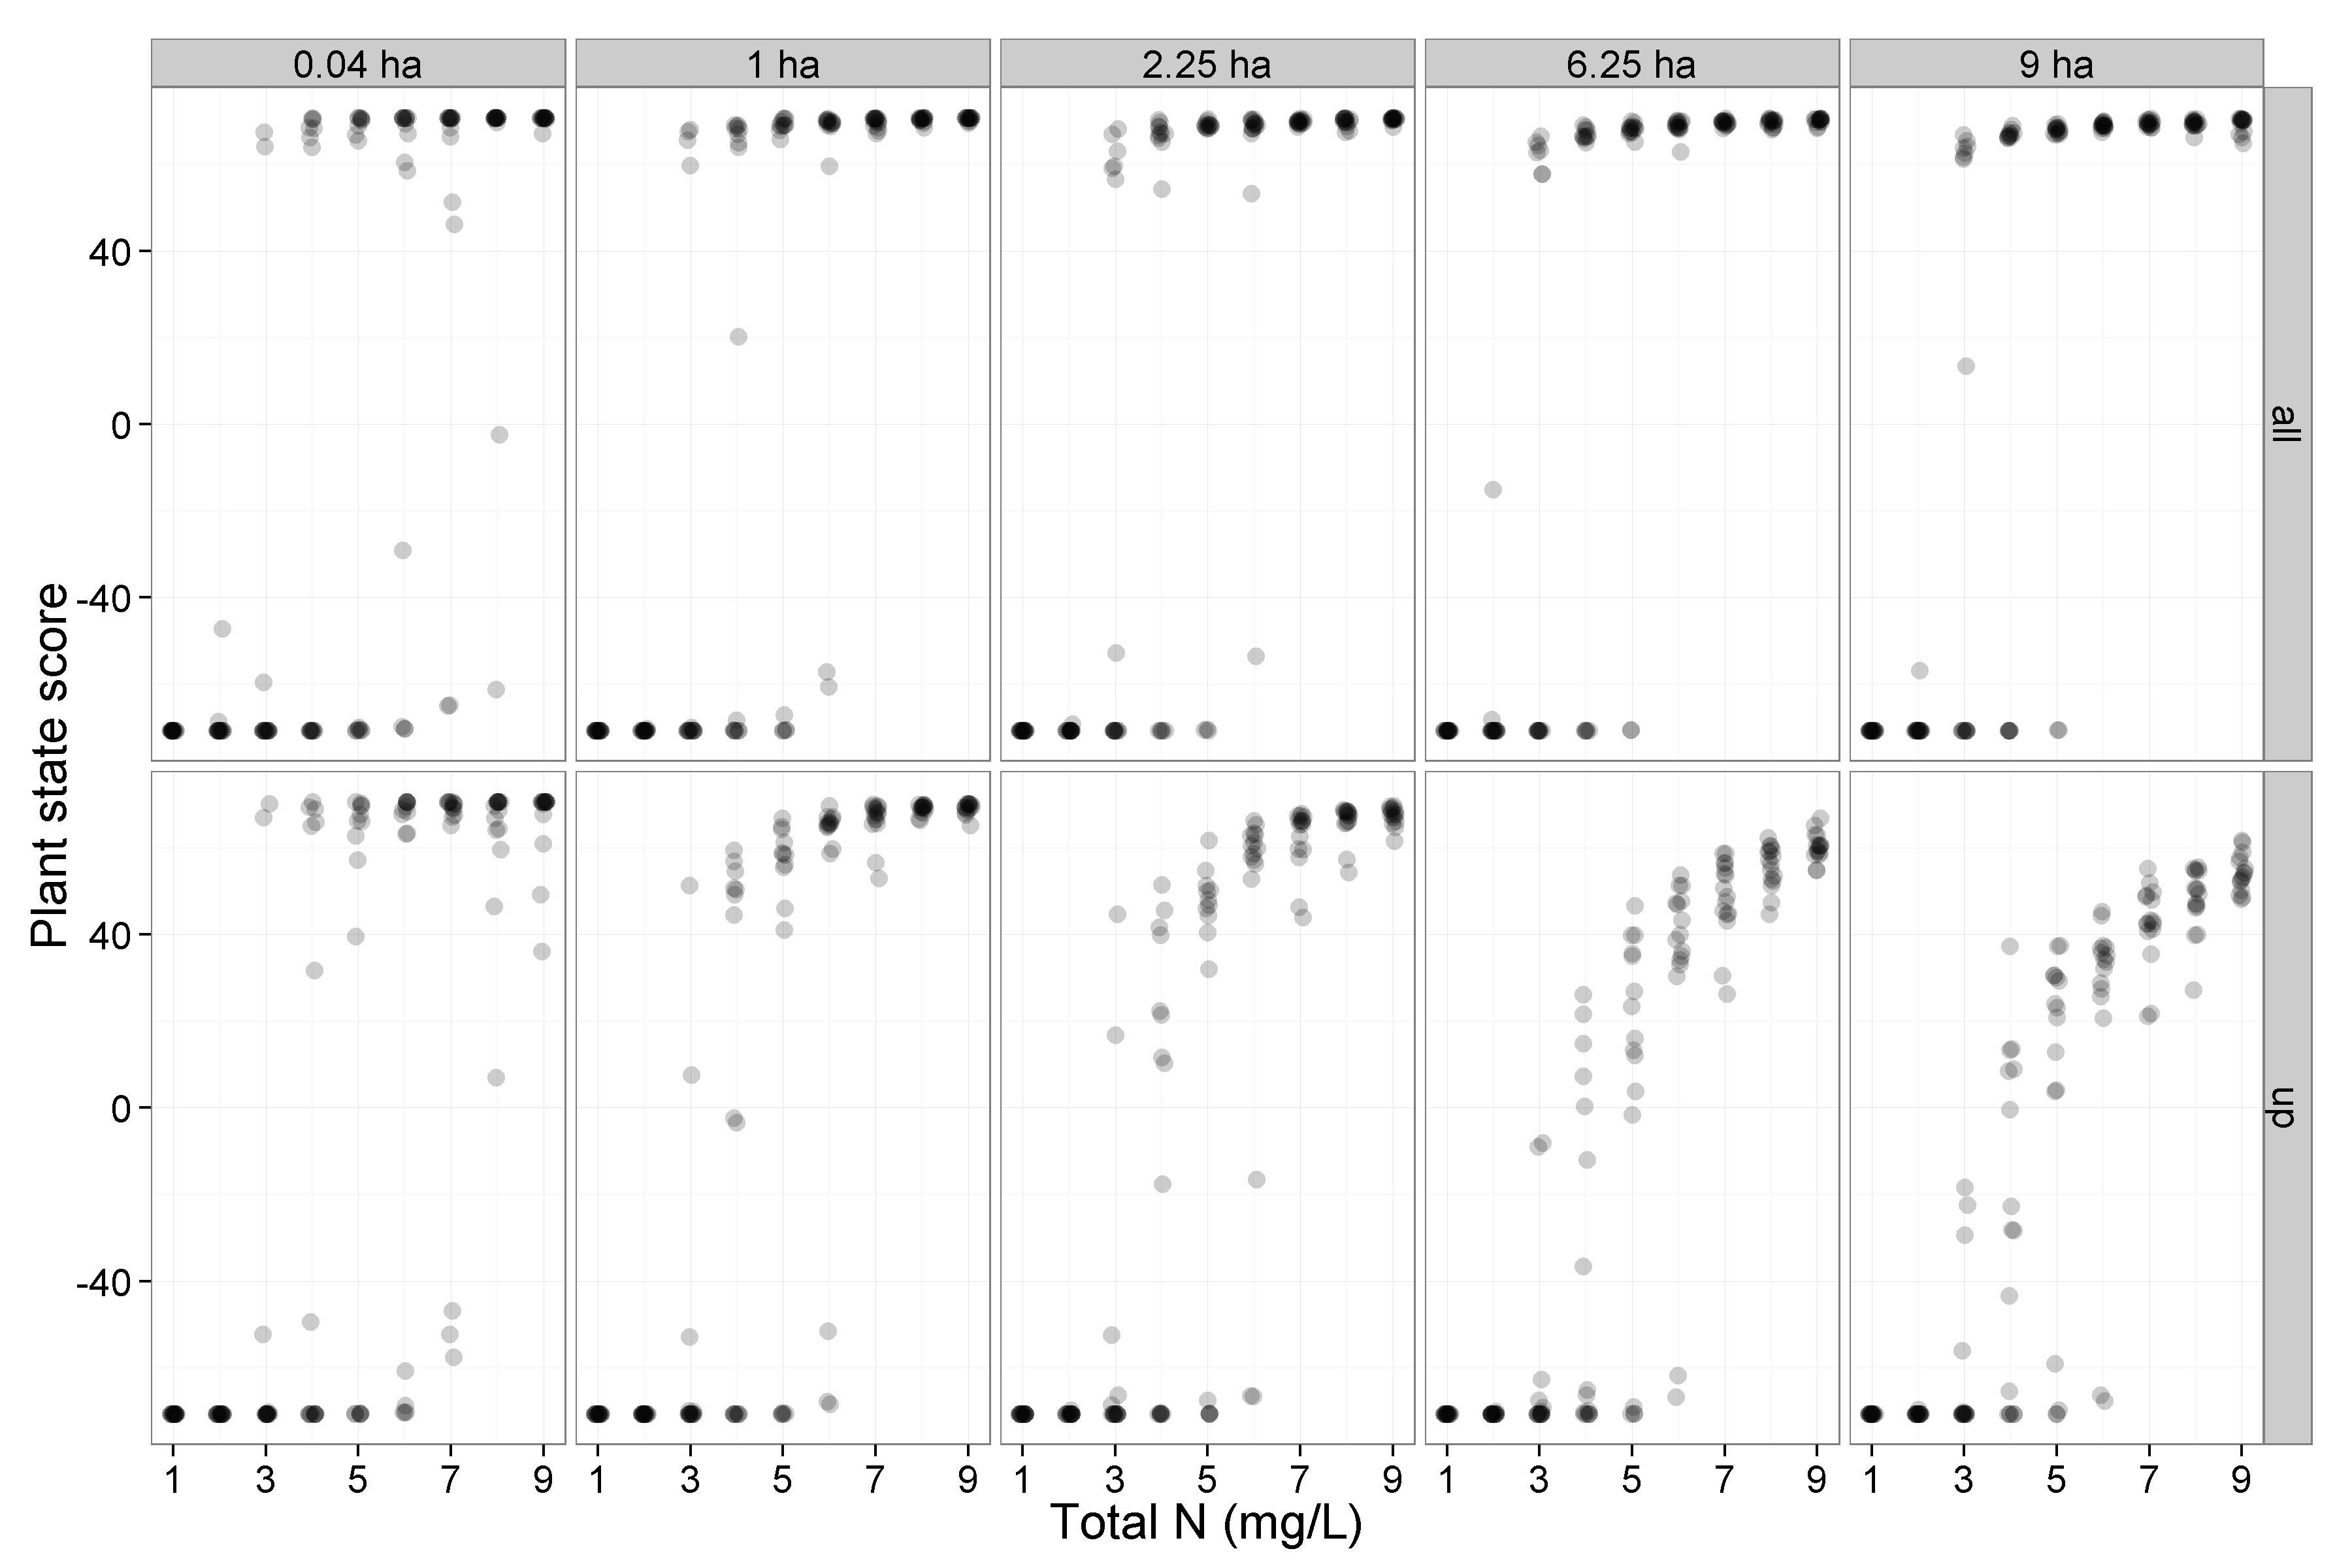 0.04 ha
1 ha
2.25 ha
6.25 ha
9 ha
all
up
Plant state score
40
0
-40
40
0
-40
1 3 5 7 9
1 3 5 7 9
1 3 5 7 9
1 3 5 7 9
1 3 5 7 9
Total N (mg/L)